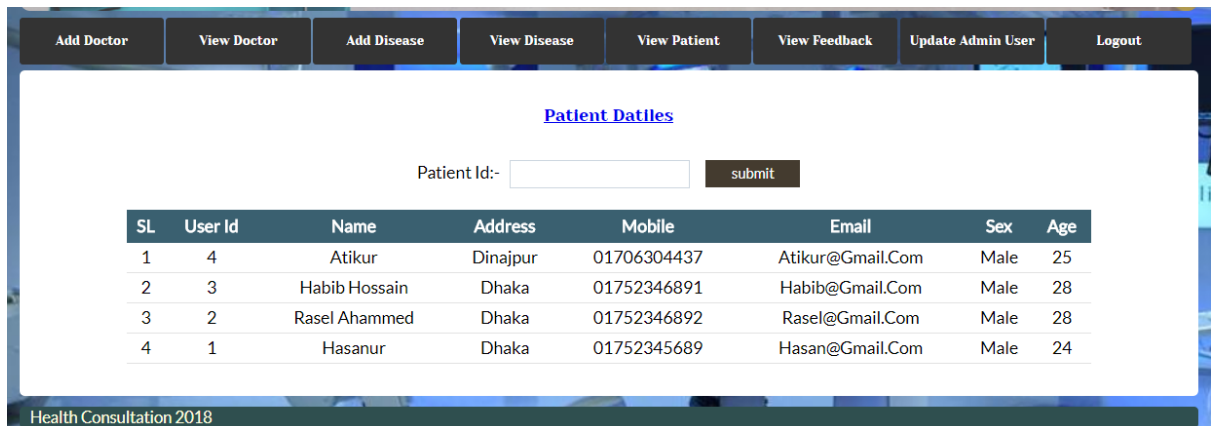 Add Doctor View Doctor Add Disease View Disease View Patient View Feedback Update Admin User Logout
Patient Datiles
Patient Id:- submit
SL User Id Name Address Mobile Email Sex Age
1 4 Atikur Dinajpur 01706304437 Atikur@Gmail.Com Male 25
2 3 Habib Hossain Dhaka 01752346891 Habib@Gmail.Com Male 28
3 2 Rasel Ahammed Dhaka 01752346892 Rasel@Gmail.Com Male 28
4 1 Hasanur Dhaka 01752345689 Hasan@Gmail.Com Male 24
Health Consultation 2018